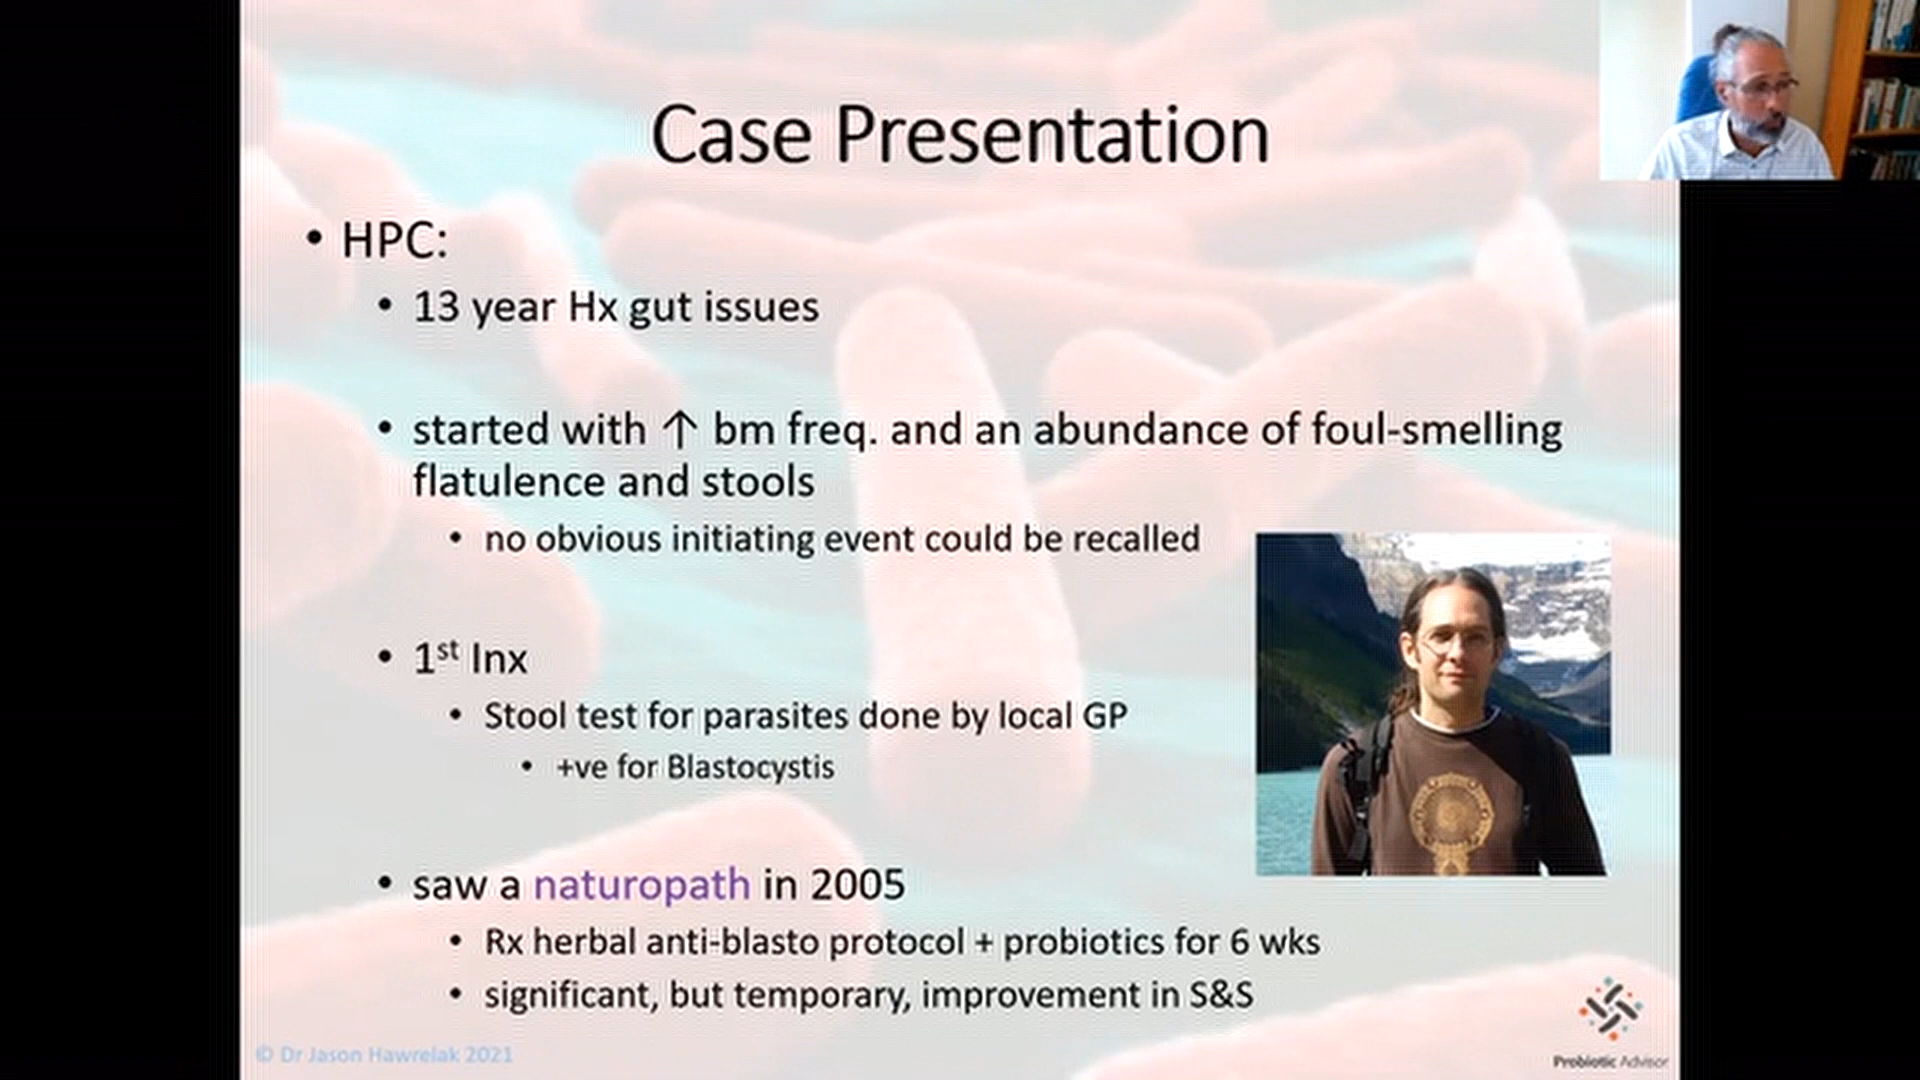 Case Presentation
• HPC:
• 13 year Hx gut issues
• started with ↑ bm freq. and an abundance of foul-smelling
flatulence and stools
• no obvious initiating event could be recalled
• 1st Inx
• Stool test for parasites done by local GP
• +ve for Blastocystis
• saw a naturopath in 2005
• Rx herbal anti-blasto protocol + probiotics for 6 wks
• significant, but temporary, improvement in S&S
© Dr Jason Hawrelak 2021
Probiotic Advisor